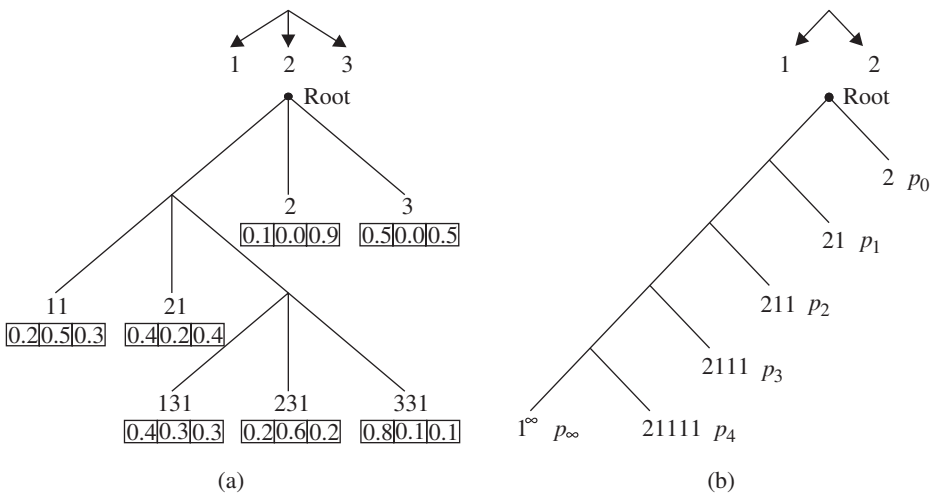 1 2 3
Root
2 3
0.1 0.0 0.9 0.5 0.0 0.5
11 21
0.2 0.5 0.3 0.4 0.2 0.4
131 231 331
0.4 0.3 0.3 0.2 0.6 0.2 0.8 0.1 0.1
(a)
1 2
Root
2 p₀
21 p₁
211 p₂
2111 p₃
1^∞ p_∞ 21111 p₄
(b)